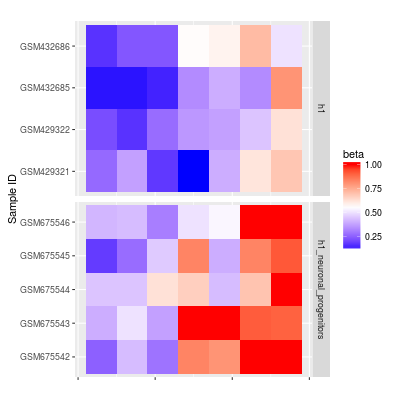 GSM432686
GSM432685
GSM429322
GSM429321
h1
GSM675546
GSM675545
GSM675544
GSM675543
GSM675542
h1_neuronal_progenitors
Sample ID
beta
1.00
0.75
0.50
0.25